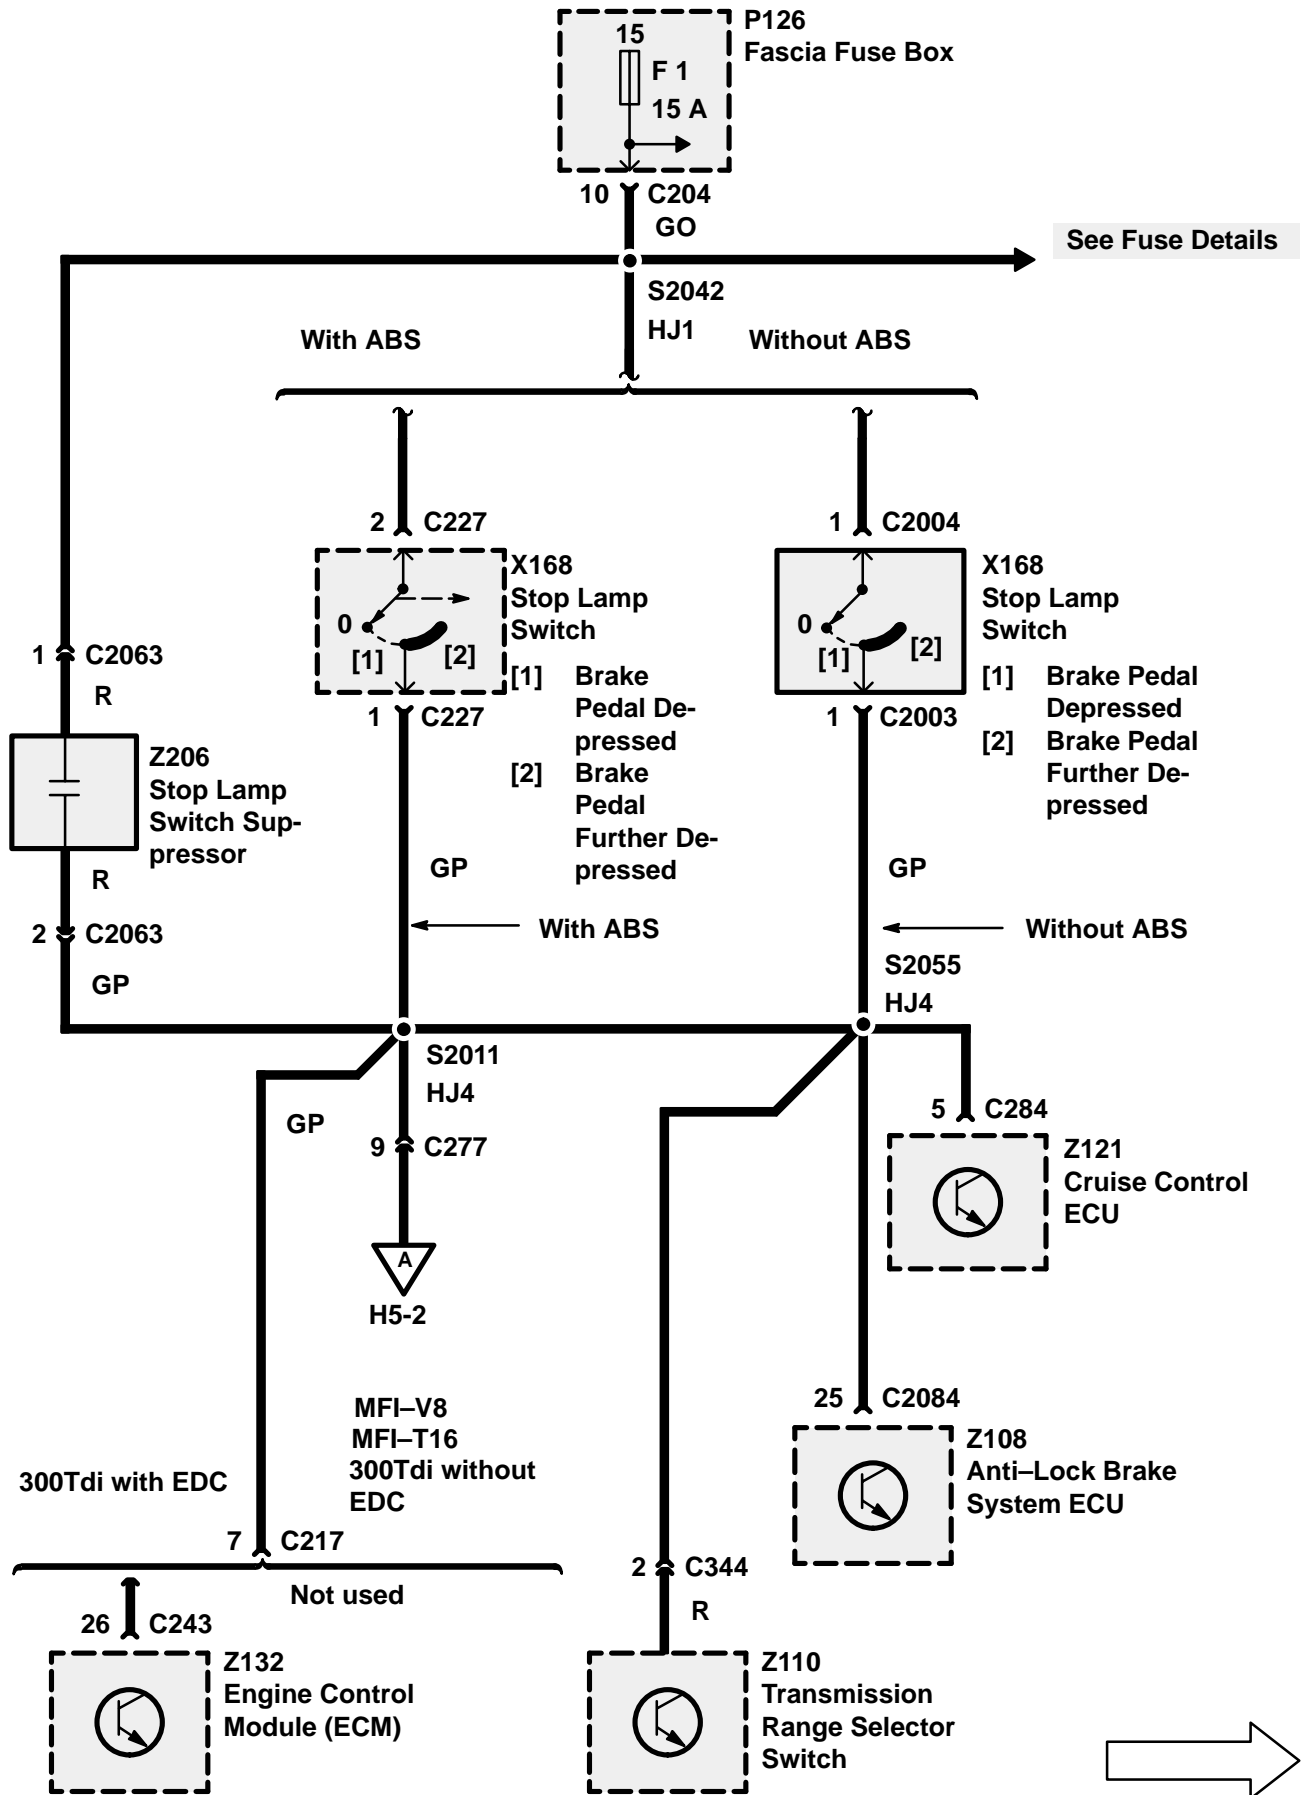 P126
Fascia Fuse Box
15
F 1
15 A
10 C204
GO
See Fuse Details
S2042
HJ1
With ABS
Without ABS
2 C227
1 C2004
X168
Stop Lamp
Switch
0
[1]
[2]
[1] Brake
Pedal De-
pressed
[2] Brake
Pedal
Further De-
pressed
X168
Stop Lamp
Switch
0
[1]
[2]
[1] Brake Pedal
Depressed
[2] Brake Pedal
Further De-
pressed
1 C2063
R
1 C227
1 C2003
Z206
Stop Lamp
Switch Sup-
pressor
R
GP
GP
2 C2063
With ABS
Without ABS
GP
S2055
HJ4
S2011
HJ4
GP
9 C277
A
H5-2
5 C284
Z121
Cruise Control
ECU
25 C2084
Z108
Anti–Lock Brake
System ECU
MFI–V8
MFI–T16
300Tdi without
EDC
300Tdi with EDC
7 C217
Not used
2 C344
R
26 C243
Z132
Engine Control
Module (ECM)
Z110
Transmission
Range Selector
Switch